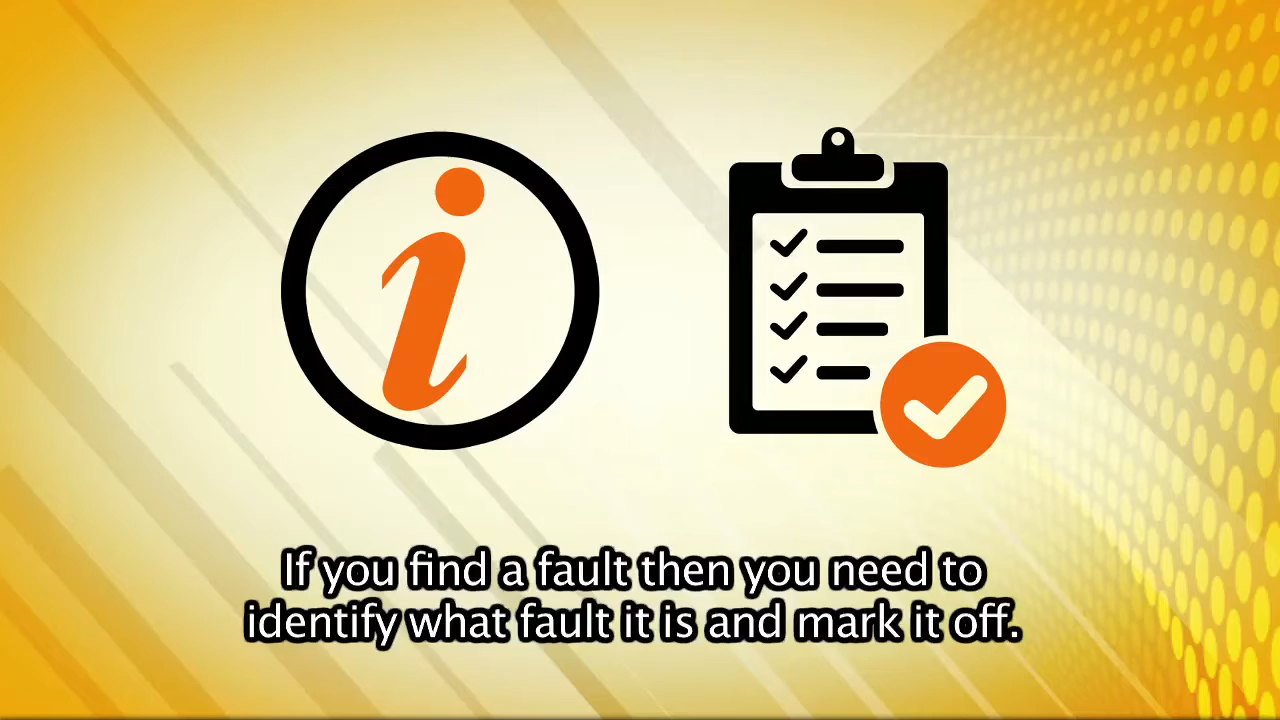 i
If you find a fault then you need to
identify what fault it is and mark it off.